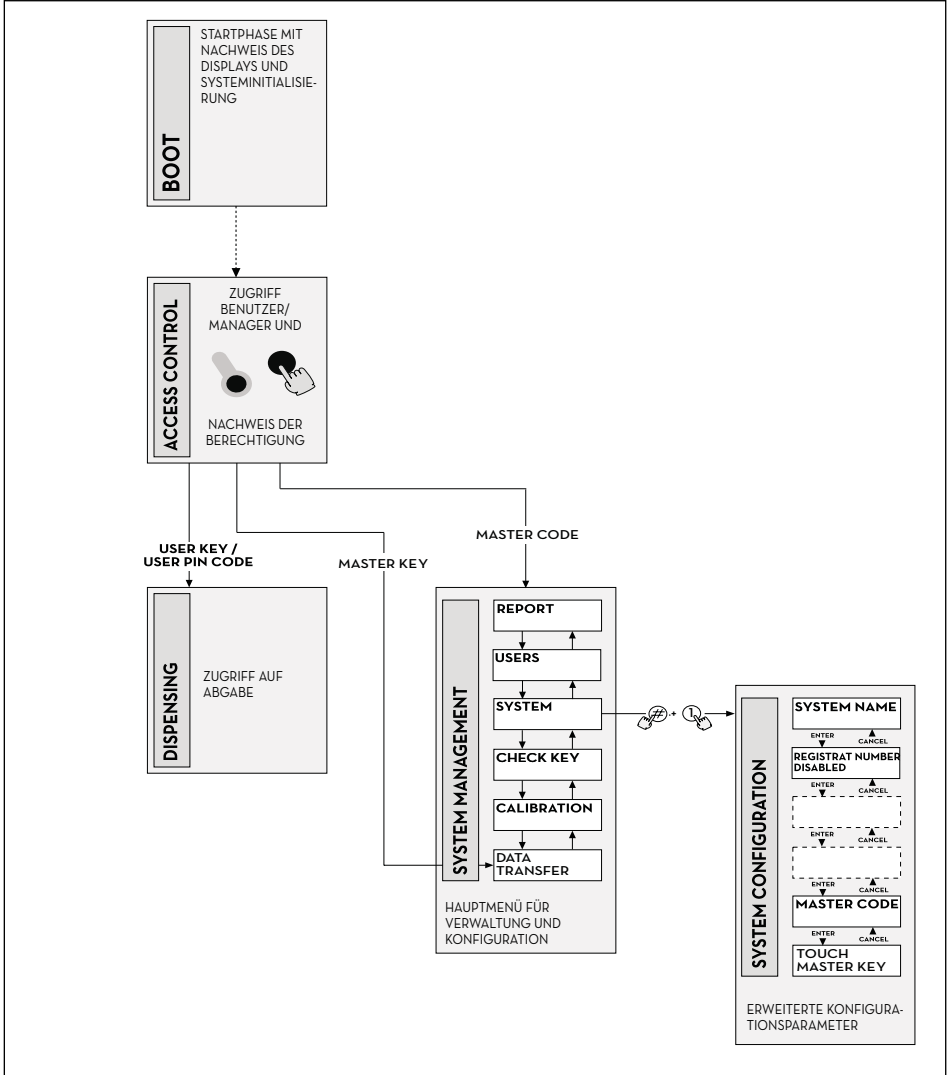 BOOT
STARTPHASE MIT
NACHWEIS DES
DISPLAYS UND
SYSTEMINITIALISIE-
RUNG
ACCESS CONTROL
ZUGRIFF
BENUTZER/
MANAGER UND
NACHWEIS DER
BERECHTIGUNG
USER KEY /
USER PIN CODE
MASTER KEY
MASTER CODE
DISPENSING
ZUGRIFF AUF
ABGABE
SYSTEM MANAGEMENT
REPORT
USERS
SYSTEM
CHECK KEY
CALIBRATION
DATA
TRANSFER
HAUPTMENÜ FÜR
VERWALTUNG UND
KONFIGURATION
# + 1
SYSTEM CONFIGURATION
SYSTEM NAME
ENTER CANCEL
REGISTRAT NUMBER
DISABLED
ENTER CANCEL
ENTER CANCEL
ENTER CANCEL
MASTER CODE
ENTER CANCEL
TOUCH
MASTER KEY
ERWEITERTE KONFIGURA-
TIONSPARAMETER